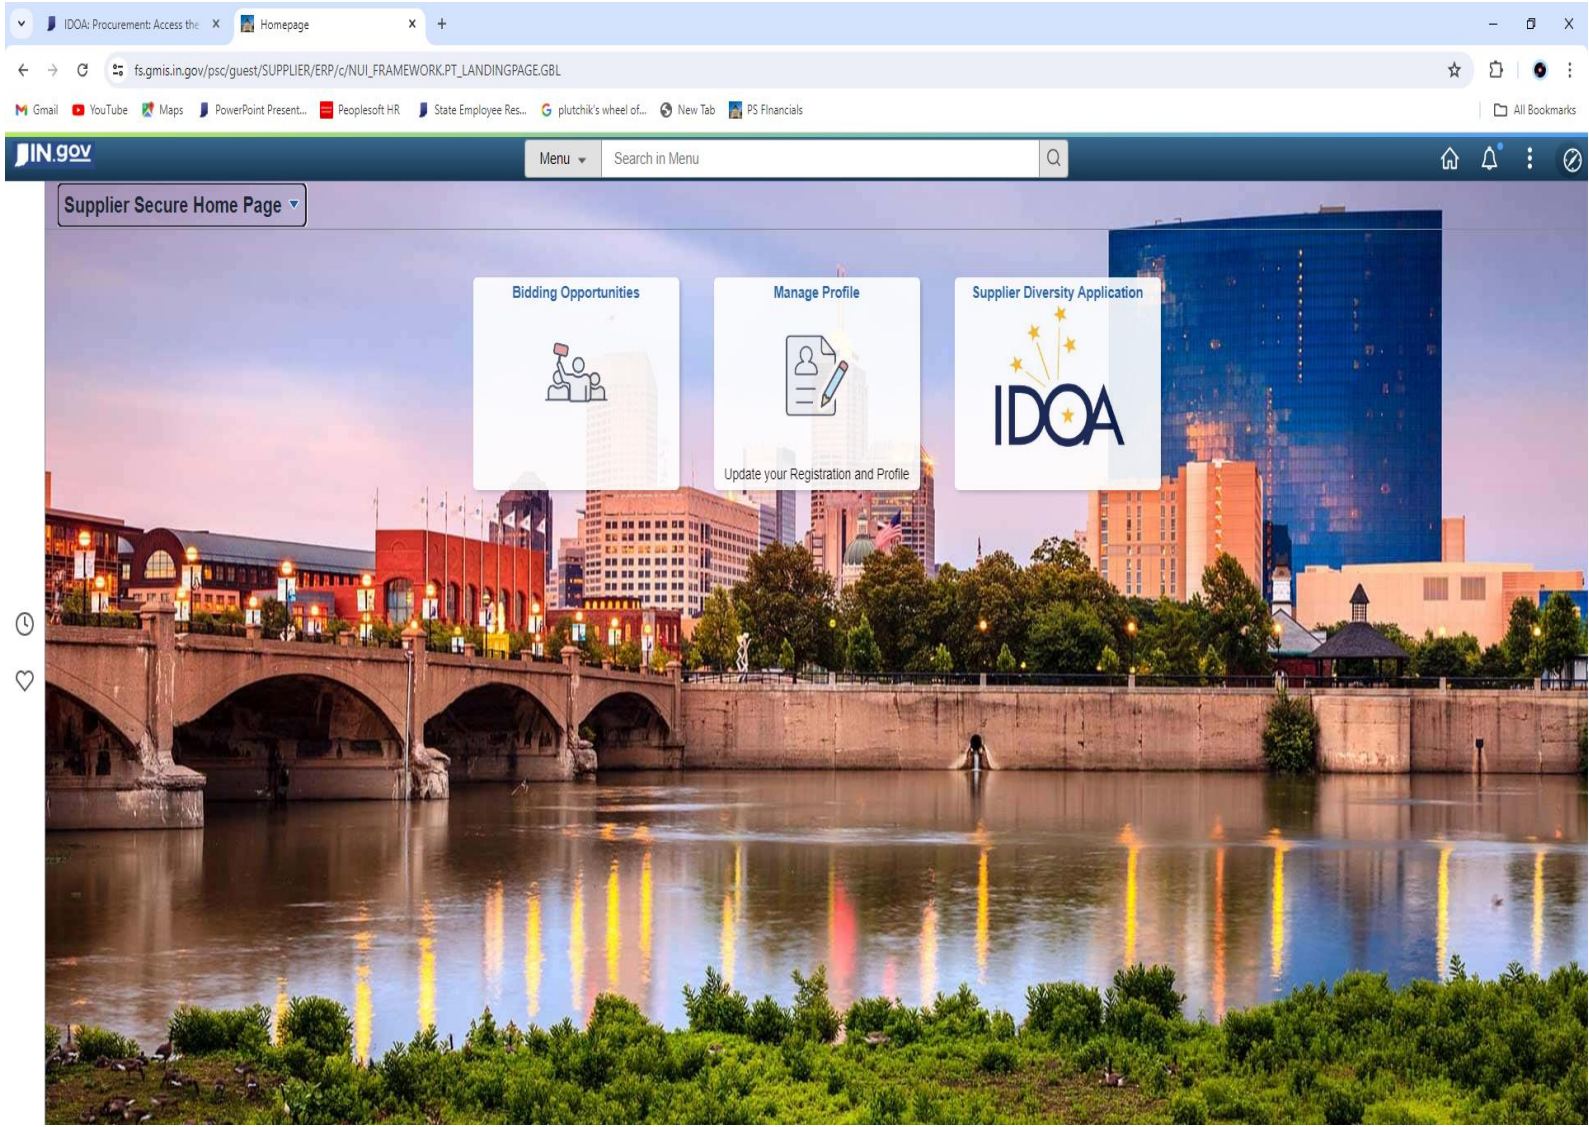 IDOA: Procurement: Access the
Homepage
fs.gmis.in.gov/psc/guest/SUPPLIER/ERP/c/NUI_FRAMEWORK.PT_LANDINGPAGE.GBL
Gmail YouTube Maps PowerPoint Present... Peoplesoft HR State Employee Res... plutchik's wheel of... New Tab PS FInancials All Bookmarks
IN.gov Menu Search in Menu
Supplier Secure Home Page
Bidding Opportunities
Manage Profile
Update your Registration and Profile
Supplier Diversity Application
IDOA